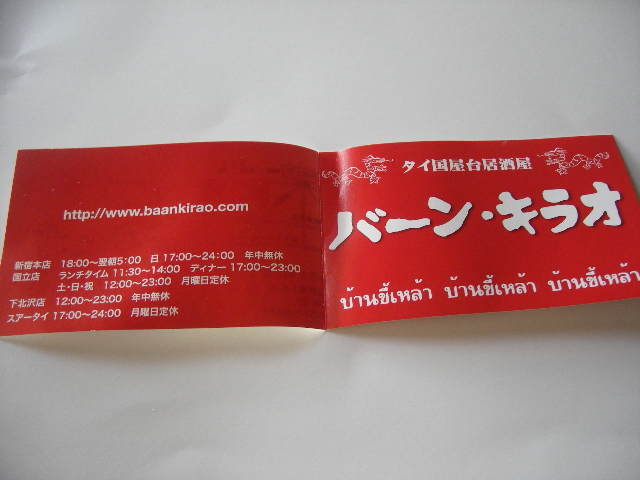 http://www.baankirao.com
新宿本店 18:00〜翌朝5:00 日 17:00〜24:00 年中無休
国立店 ランチタイム 11:30〜14:00 ディナー 17:00〜23:00
土・日・祝 12:00〜23:00 月曜日定休
下北沢店 12:00〜23:00 年中無休
スアータイ 17:00〜24:00 月曜日定休
タイ国屋台居酒屋
バーン・キラオ
บ้านขี้เหล้า บ้านขี้เหล้า บ้านขี้เหล้า